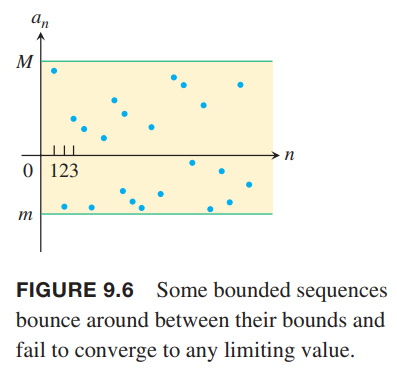 aₙ
M
n
0 123
m
FIGURE 9.6 Some bounded sequences
bounce around between their bounds and
fail to converge to any limiting value.